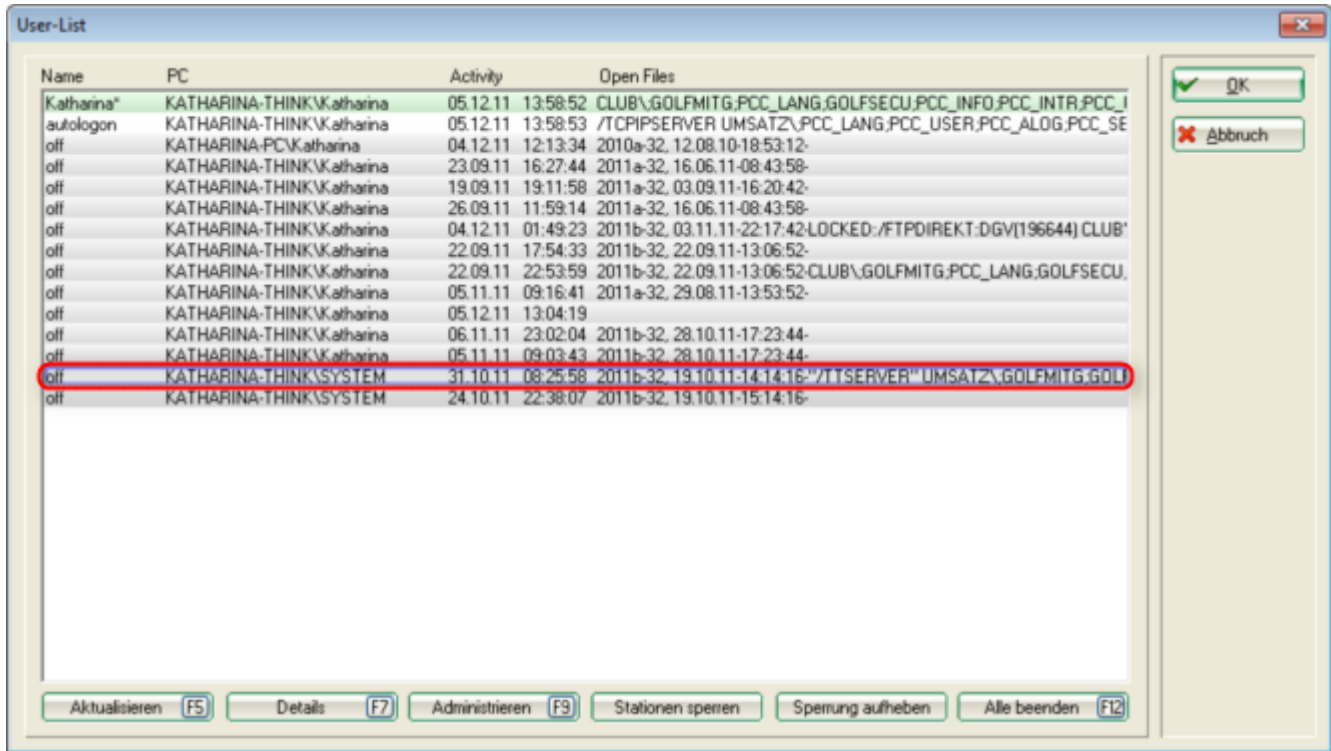 User-List
Name PC Activity Open Files
Katharina* KATHARINA-THINK\Katharina 05.12.11 13:58:52 CLUB\;GOLFMITG;PCC_LANG;GOLFSECU;PCC_INFO;PCC_INTR;PCC_
autologon KATHARINA-THINK\Katharina 05.12.11 13:58:53 /TCPIPSERVER UMSATZ\;PCC_LANG;PCC_USER;PCC_ALOG;PCC_SE
off KATHARINA-PC\Katharina 04.12.11 12:13:34 2010a-32, 12.08.10-18:53:12-
off KATHARINA-THINK\Katharina 23.09.11 16:27:44 2011a-32, 16.06.11-08:43:58-
off KATHARINA-THINK\Katharina 19.09.11 19:11:58 2011a-32, 03.09.11-16:20:42-
off KATHARINA-THINK\Katharina 26.09.11 11:59:14 2011a-32, 16.06.11-08:43:58-
off KATHARINA-THINK\Katharina 04.12.11 01:49:23 2011b-32, 03.11.11-22:17:42-LOCKED:/FTPDIREKT:DGV(196644) CLUB\
off KATHARINA-THINK\Katharina 22.09.11 17:54:33 2011b-32, 22.09.11-13:06:52-
off KATHARINA-THINK\Katharina 22.09.11 22:53:59 2011b-32, 22.09.11-13:06:52-CLUB\;GOLFMITG;PCC_LANG;GOLFSECU,
off KATHARINA-THINK\Katharina 05.11.11 09:16:41 2011a-32, 29.08.11-13:53:52-
off KATHARINA-THINK\Katharina 05.12.11 13:04:19
off KATHARINA-THINK\Katharina 06.11.11 23:02:04 2011b-32, 28.10.11-17:23:44-
off KATHARINA-THINK\Katharina 05.11.11 09:03:43 2011b-32, 28.10.11-17:23:44-
off KATHARINA-THINK\SYSTEM 31.10.11 08:25:58 2011b-32, 19.10.11-14:14:16-"/TTSERVER" UMSATZ\;GOLFMITG;GOLF
off KATHARINA-THINK\SYSTEM 24.10.11 22:38:07 2011b-32, 19.10.11-15:14:16-
OK
Abbruch
Aktualisieren F5 Details F7 Administrieren F9 Stationen sperren Sperrung aufheben Alle beenden F12